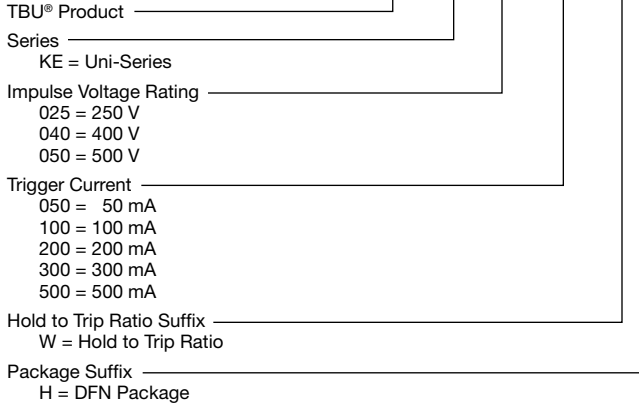 TBU® Product
Series
KE = Uni-Series
Impulse Voltage Rating
025 = 250 V
040 = 400 V
050 = 500 V
Trigger Current
050 = 50 mA
100 = 100 mA
200 = 200 mA
300 = 300 mA
500 = 500 mA
Hold to Trip Ratio Suffix
W = Hold to Trip Ratio
Package Suffix
H = DFN Package